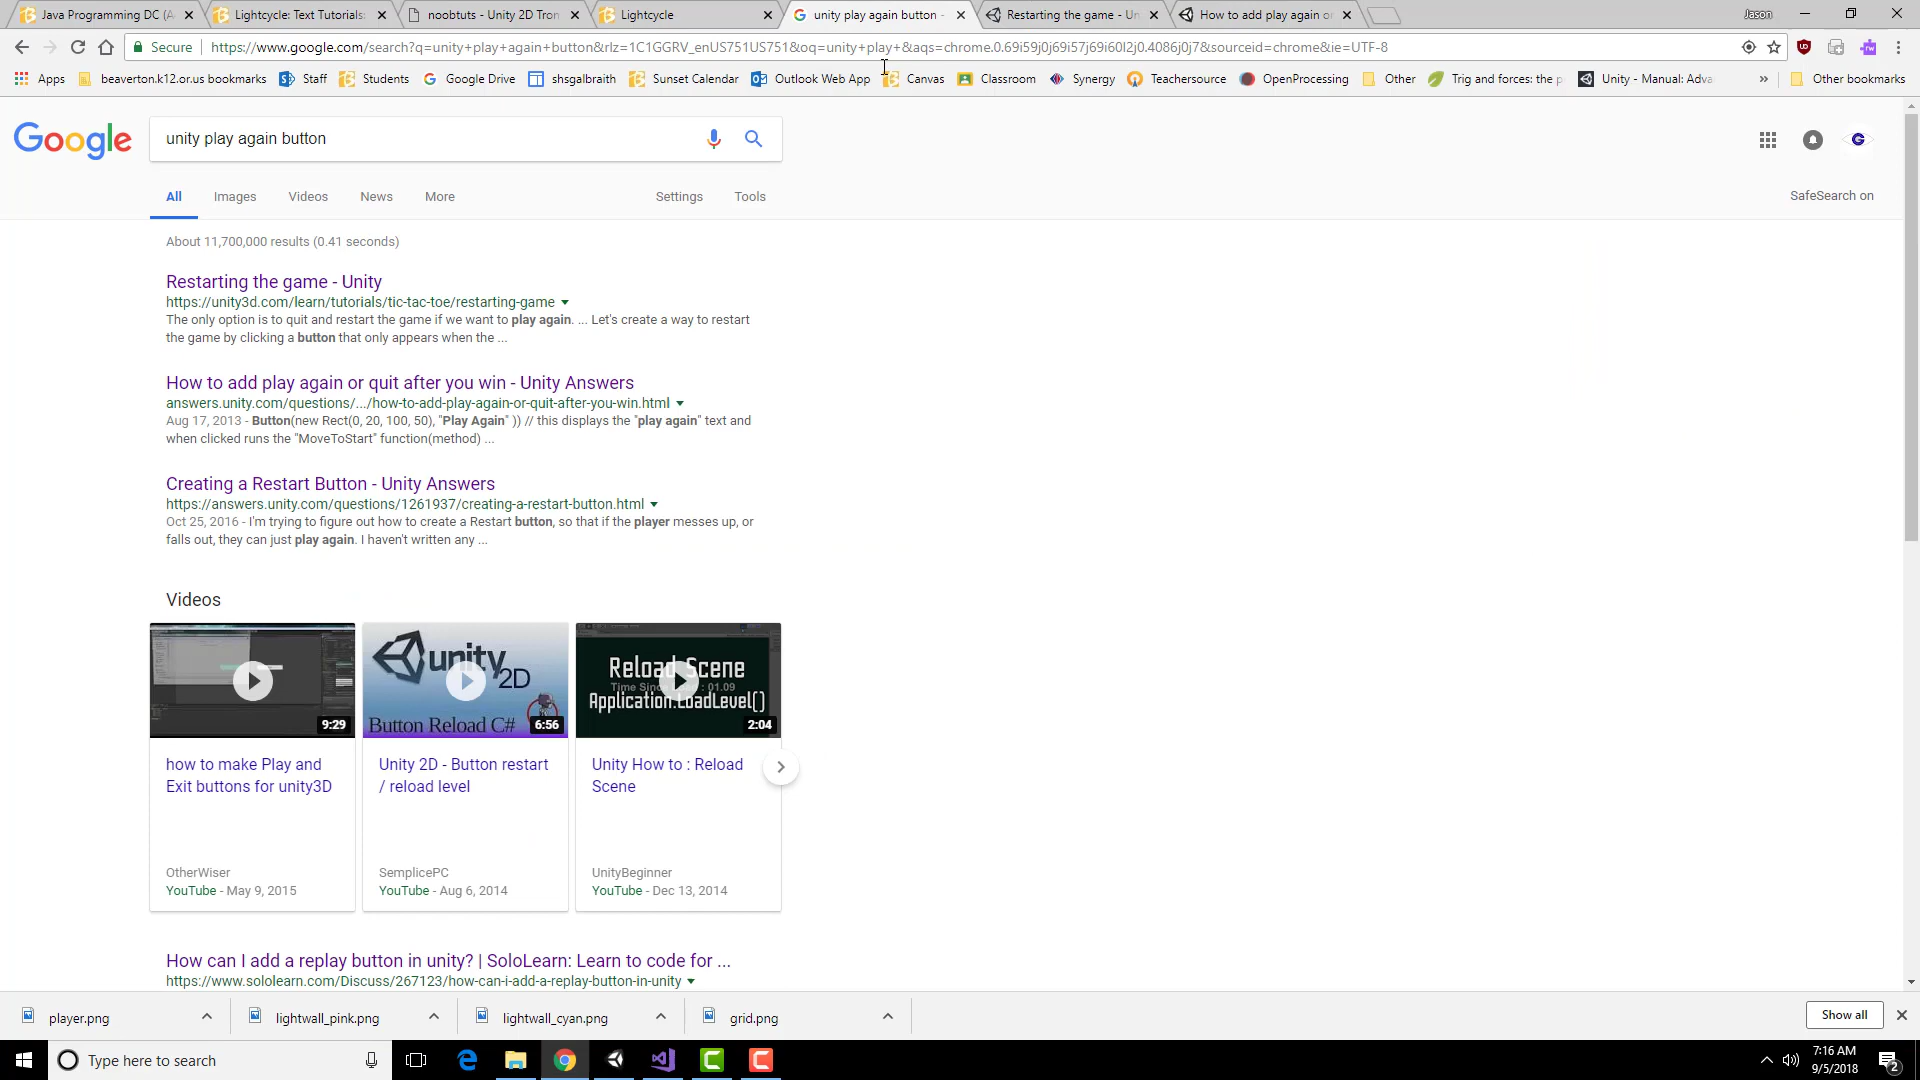 Java Programming DC (A
Lightcycle: Text Tutorials:
noobtuts - Unity 2D Tron
Lightcycle
unity play again button -
Restarting the game - Un
How to add play again or
Jason
Secure
https://www.google.com/search?q=unity+play+again+button&rlz=1C1GGRV_enUS751US751&oq=unity+play+&aqs=chrome.0.69i59j0j69i57j69i60l2j0.4086j0j7&sourceid=chrome&ie=UTF-8
Apps
beaverton.k12.or.us bookmarks
Staff
Students
Google Drive
shsgalbraith
Sunset Calendar
Outlook Web App
Canvas
Classroom
Synergy
Teachersource
OpenProcessing
Other
Trig and forces: the p
Unity - Manual: Adva
»
Other bookmarks
Google
unity play again button
All
Images
Videos
News
More
Settings
Tools
SafeSearch on
About 11,700,000 results (0.41 seconds)
Restarting the game - Unity
https://unity3d.com/learn/tutorials/tic-tac-toe/restarting-game
The only option is to quit and restart the game if we want to play again. ... Let's create a way to restart
the game by clicking a button that only appears when the ...
How to add play again or quit after you win - Unity Answers
answers.unity.com/questions/.../how-to-add-play-again-or-quit-after-you-win.html
Aug 17, 2013 - Button(new Rect(0, 20, 100, 50), "Play Again" )) // this displays the "play again" text and
when clicked runs the "MoveToStart" function(method) ...
Creating a Restart Button - Unity Answers
https://answers.unity.com/questions/1261937/creating-a-restart-button.html
Oct 25, 2016 - I'm trying to figure out how to create a Restart button, so that if the player messes up, or
falls out, they can just play again. I haven't written any ...
Videos
9:29
unity 2D
Button Reload C#
6:56
Reload Scene
Time Since : 01.09
Application.LoadLevel()
2:04
how to make Play and
Exit buttons for unity3D
OtherWiser
YouTube - May 9, 2015
Unity 2D - Button restart
/ reload level
SemplicePC
YouTube - Aug 6, 2014
Unity How to : Reload
Scene
UnityBeginner
YouTube - Dec 13, 2014
How can I add a replay button in unity? | SoloLearn: Learn to code for ...
https://www.sololearn.com/Discuss/267123/how-can-i-add-a-replay-button-in-unity
player.png
lightwall_pink.png
lightwall_cyan.png
grid.png
Show all
Type here to search
7:16 AM
9/5/2018
2